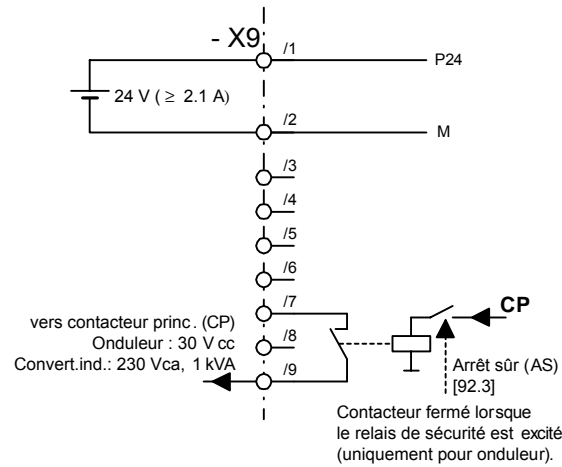 - X9
/1
P24
24 V ( ≥ 2.1 A)
/2
M
/3
/4
/5
/6
/7
CP
vers contacteur princ. (CP)
Onduleur : 30 V cc
/8
Convert.ind.: 230 Vca, 1 kVA
/9
Arrêt sûr (AS)
[92.3]
Contacteur fermé lorsque
le relais de sécurité est excité
(uniquement pour onduleur).